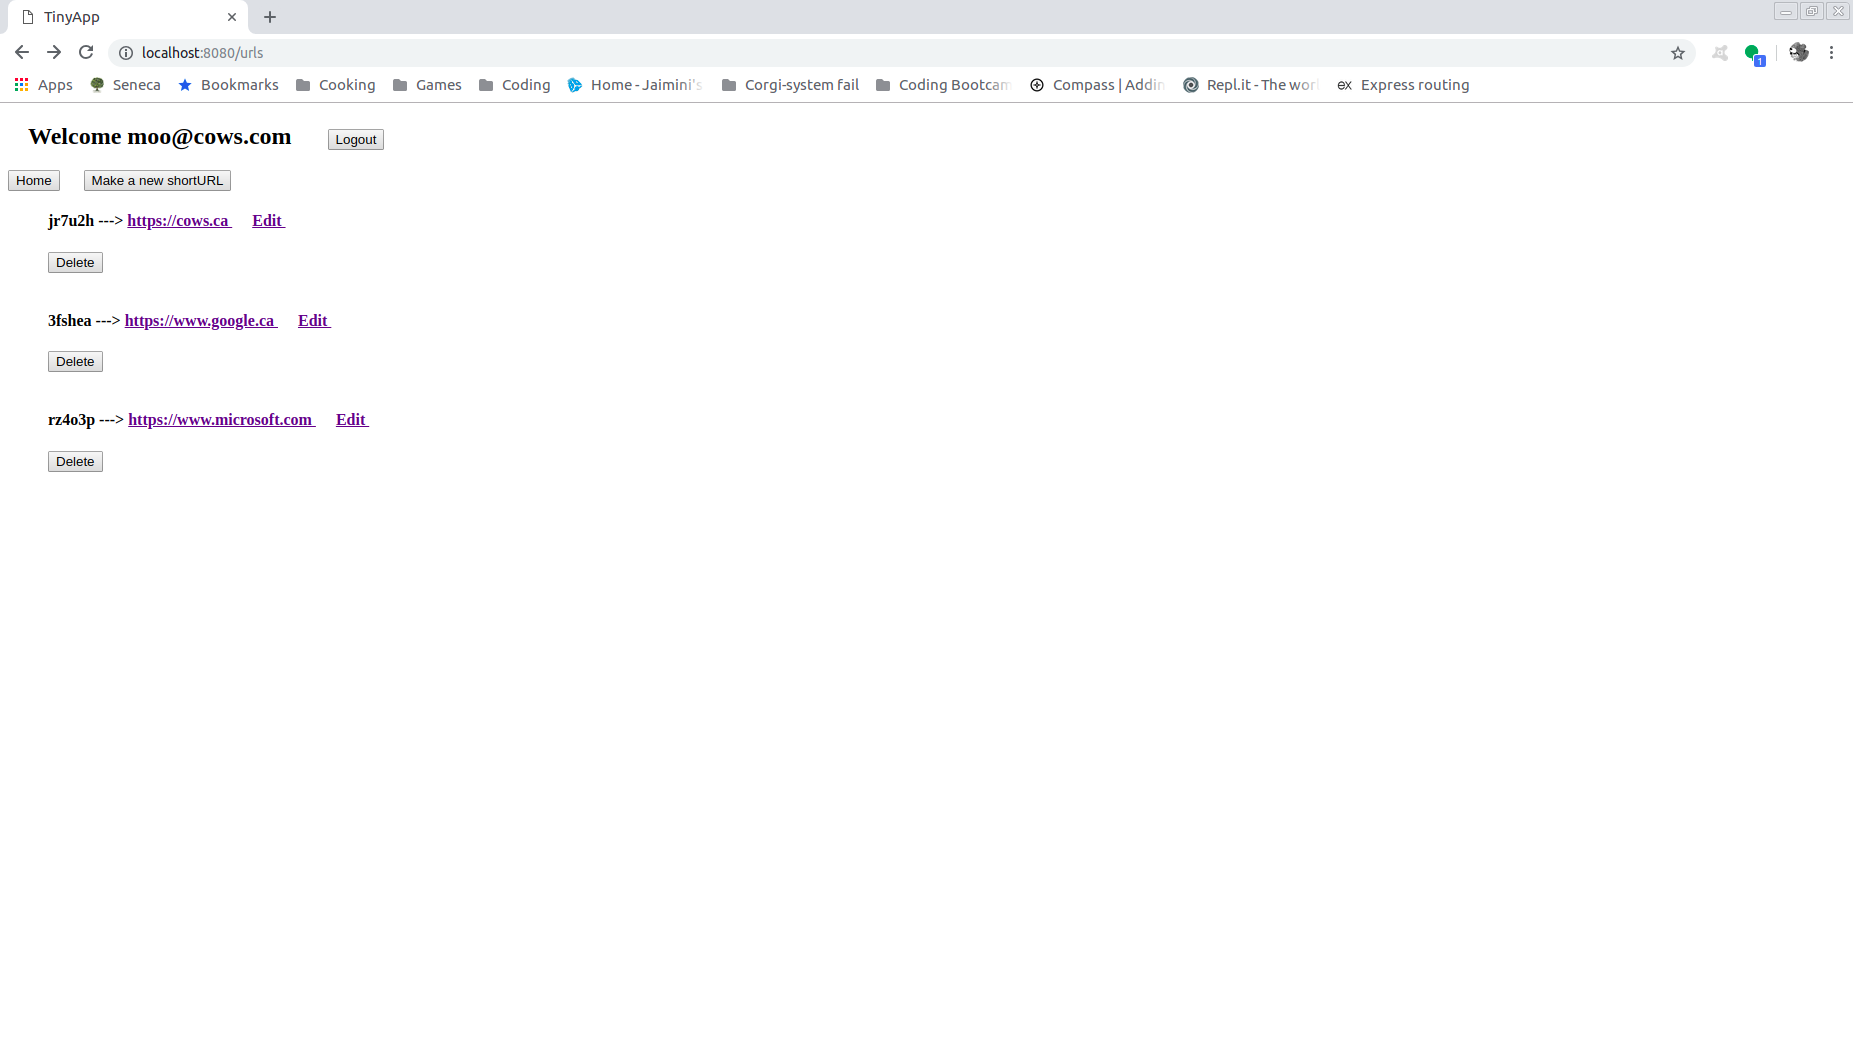 TinyApp
localhost:8080/urls
1
Apps Seneca Bookmarks Cooking Games Coding Home - Jaimini's Corgi-system fail Coding Bootcam Compass | Addin Repl.it - The worl ex Express routing
Welcome moo@cows.com Logout
Home Make a new shortURL
jr7u2h ---> https://cows.ca Edit
Delete
3fshea ---> https://www.google.ca Edit
Delete
rz4o3p ---> https://www.microsoft.com Edit
Delete